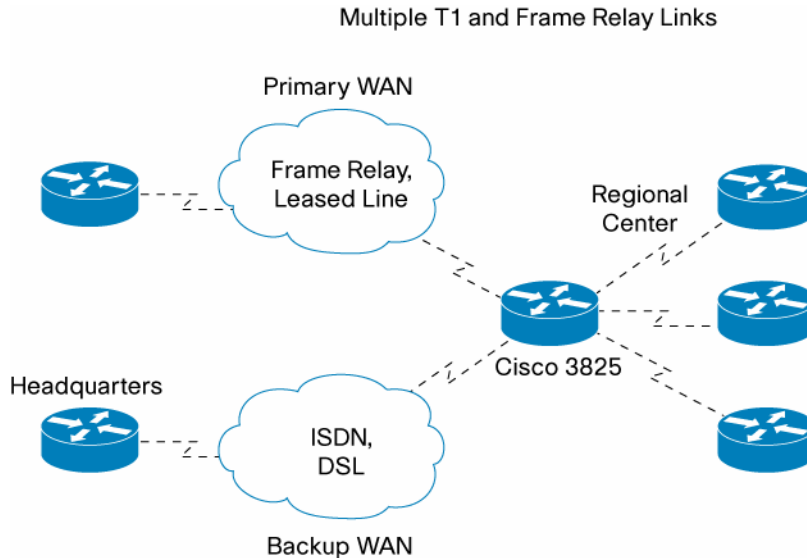 Multiple T1 and Frame Relay Links
Primary WAN
Frame Relay,
Leased Line
Regional
Center
Cisco 3825
Headquarters
ISDN,
DSL
Backup WAN